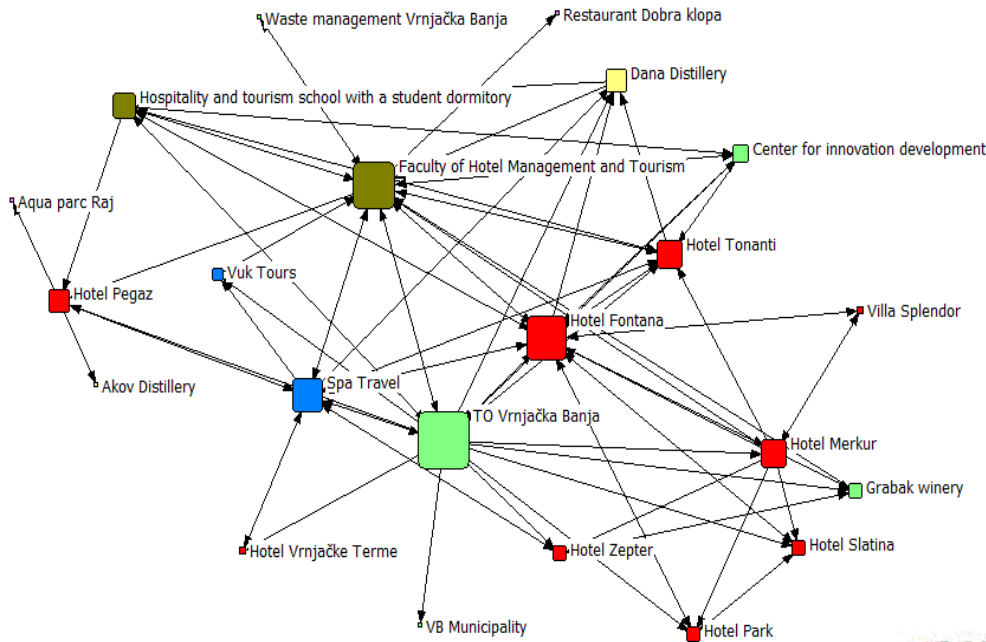 Waste management Vrnjačka Banja
Restaurant Dobra klopa
Dana Distillery
Hospitality and tourism school with a student dormitory
Center for innovation development
Faculty of Hotel Management and Tourism
Aqua parc Raj
Hotel Tonanti
Vuk Tours
Hotel Pegaz
Villa Splendor
Hotel Fontana
Akov Distillery
Spa Travel
TO Vrnjačka Banja
Hotel Merkur
Grabak winery
Hotel Vrnjačke Terme
Hotel Zepter
Hotel Slatina
VB Municipality
Hotel Park